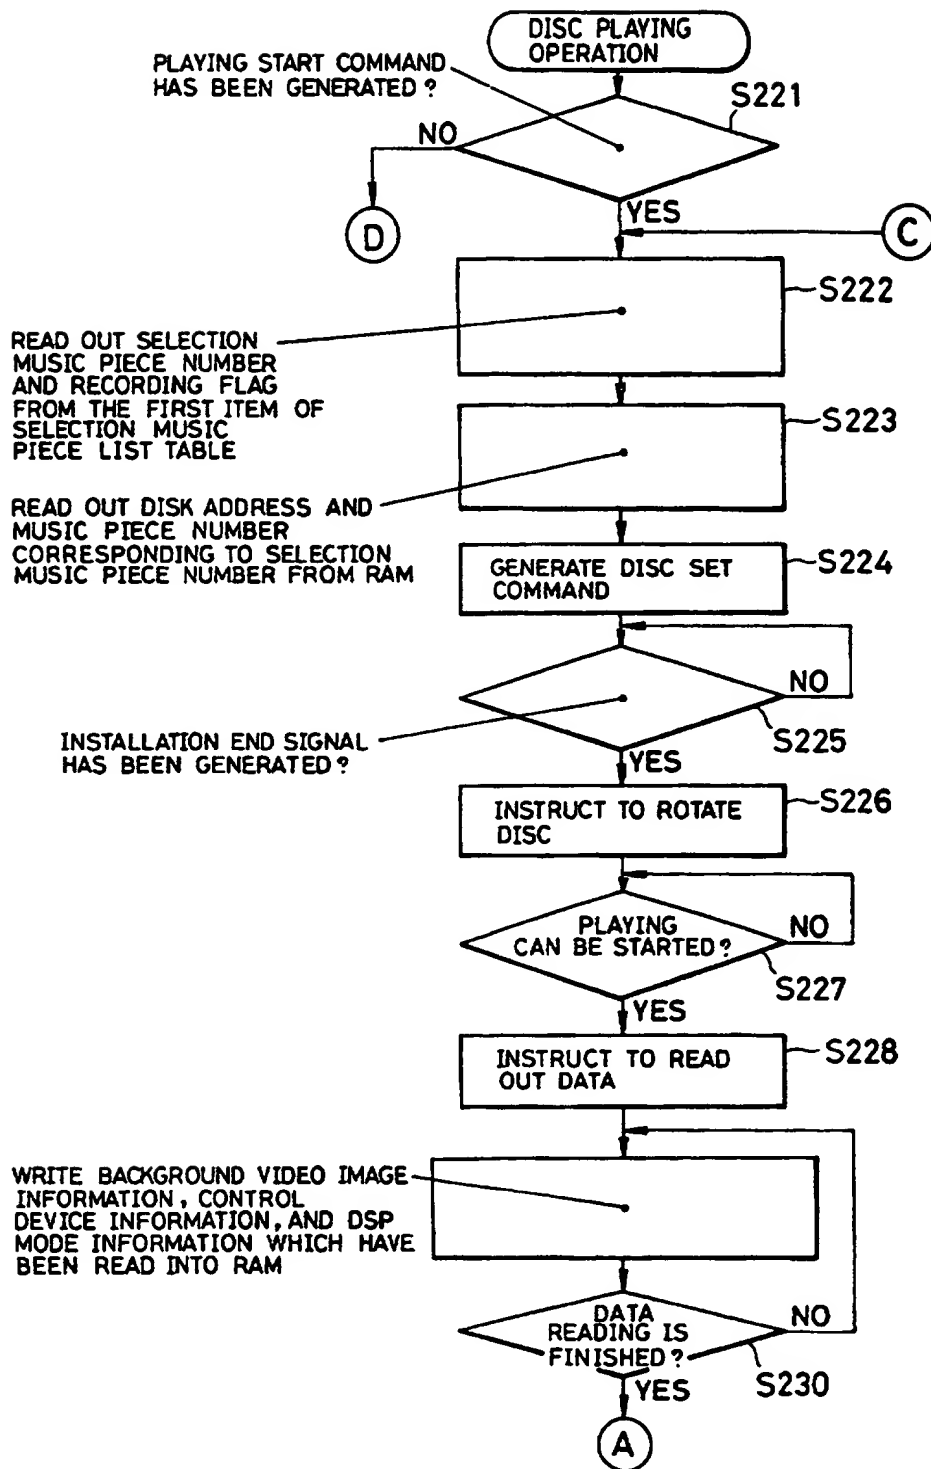 DISC PLAYING
OPERATION
PLAYING START COMMAND
HAS BEEN GENERATED?
S221
NO
YES
D
C
S222
READ OUT SELECTION
MUSIC PIECE NUMBER
AND RECORDING FLAG
FROM THE FIRST ITEM OF
SELECTION MUSIC
PIECE LIST TABLE
S223
READ OUT DISK ADDRESS AND
MUSIC PIECE NUMBER
CORRESPONDING TO SELECTION
MUSIC PIECE NUMBER FROM RAM
GENERATE DISC SET
COMMAND
S224
NO
S225
INSTALLATION END SIGNAL
HAS BEEN GENERATED?
YES
INSTRUCT TO ROTATE
DISC
S226
PLAYING
CAN BE STARTED?
NO
S227
YES
INSTRUCT TO READ
OUT DATA
S228
WRITE BACKGROUND VIDEO IMAGE
INFORMATION, CONTROL
DEVICE INFORMATION, AND DSP
MODE INFORMATION WHICH HAVE
BEEN READ INTO RAM
DATA
READING IS
FINISHED?
NO
S230
YES
A